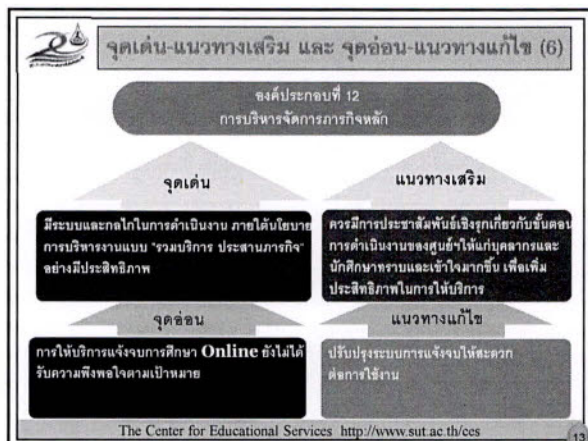 จุดเด่น-แนวทางเสริม และ จุดอ่อน-แนวทางแก้ไข (6)
องค์ประกอบที่ 12
การบริหารจัดการภารกิจหลัก
จุดเด่น
มีระบบและกลไกในการดำเนินงาน ภายใต้นโยบาย
การบริหารงานแบบ "รวมบริการ ประสานภารกิจ"
อย่างมีประสิทธิภาพ
แนวทางเสริม
ควรมีการประชาสัมพันธ์เชิงรุกเกี่ยวกับขั้นตอน
การดำเนินงานของศูนย์ฯให้แก่บุคลากรและ
นักศึกษาทราบและเข้าใจมากขึ้น เพื่อเพิ่ม
ประสิทธิภาพในการให้บริการ
จุดอ่อน
การให้บริการแจ้งจบการศึกษา Online ยังไม่ได้
รับความพึงพอใจตามเป้าหมาย
แนวทางแก้ไข
ปรับปรุงระบบการแจ้งจบให้สะดวก
ต่อการใช้งาน
The Center for Educational Services http://www.sut.ac.th/ces